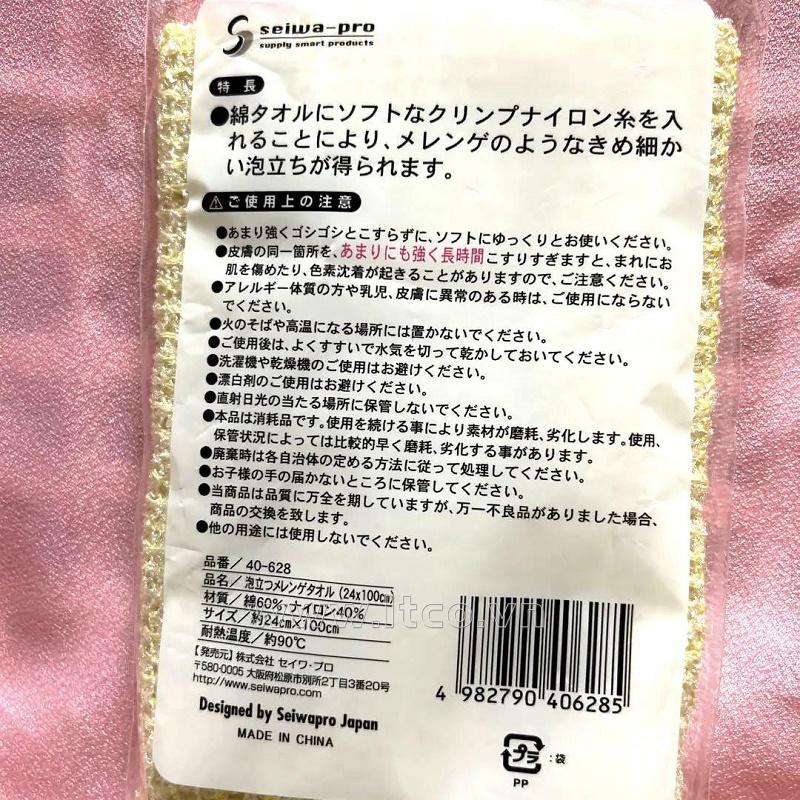 seiwa-pro
supply smart products
特長
●綿タオルにソフトなクリンプナイロン糸を入
れることにより、メレンゲのようなきめ細か
い泡立ちが得られます。
⚠ご使用上の注意
●あまり強くゴシゴシとこすらずに、ソフトにゆっくりとお使いください。
●皮膚の同一箇所を、あまりにも強く長時間こすりすぎますと、まれにお
肌を傷めたり、色素沈着が起きることがありますので、ご注意ください。
●アレルギー体質の方や乳児、皮膚に異常のある時は、ご使用にならない
でください。
●火のそばや高温になる場所には置かないでください。
●ご使用後は、よくすすいで水気を切って乾かしておいてください。
●洗濯機や乾燥機のご使用はお避けください。
●漂白剤のご使用はお避けください。
●直射日光の当たる場所に保管しないでください。
●本品は消耗品です。使用を続ける事により素材が磨耗、劣化します。使用、
保管状況によっては比較的早く磨耗、劣化する事があります。
●廃棄時は各自治体の定める方法に従って処理してください。
●お子様の手の届かないところに保管してください。
●当商品は品質に万全を期していますが、万一不良品がありました場合、
商品の交換を致します。
●他の用途には使用しないでください。
品番／40-628
品名／泡立つメレンゲタオル（24x100cm）
材質／綿60%、ナイロン40%
サイズ／約24cm×100cm
耐熱温度／約90℃
【発売元】株式会社 セイワ・プロ
〒580-0005 大阪府松原市別所2丁目3番20号
http://www.seiwapro.com
Designed by Seiwapro Japan
MADE IN CHINA
4 982790 406285
プラ：袋
PP
www.itco.vn